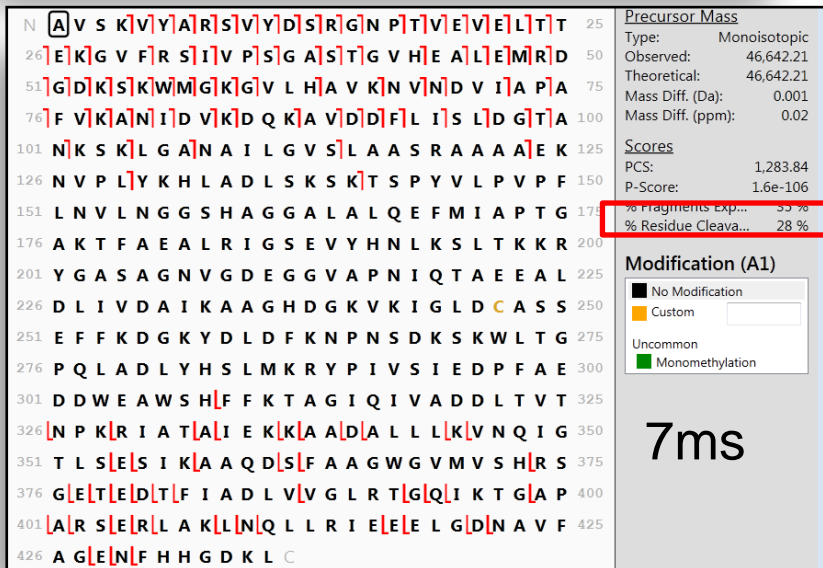 N A V S K V Y A R S V Y D S R G N P T V E V E L T T 25
26 E K G V F R S I V P S G A S T G V H E A L E M R D 50
51 G D K S K W M G K G V L H A V K N V N D V I A P A 75
76 F V K A N I D V K D Q K A V D D F L I S L D G T A 100
101 N K S K L G A N A I L G V S L A A S R A A A A E K 125
126 N V P L Y K H L A D L S K S K T S P Y V L P V P F 150
151 L N V L N G G S H A G G A L A L Q E F M I A P T G 175
176 A K T F A E A L R I G S E V Y H N L K S L T K K R 200
201 Y G A S A G N V G D E G G V A P N I Q T A E E A L 225
226 D L I V D A I K A A G H D G K V K I G L D C A S S 250
251 E F F K D G K Y D L D F K N P N S D K S K W L T G 275
276 P Q L A D L Y H S L M K R Y P I V S I E D P F A E 300
301 D D W E A W S H F F K T A G I Q I V A D D L T V T 325
326 N P K R I A T A I E K K A A D A L L L K V N Q I G 350
351 T L S E S I K A A Q D S F A A G W G V M V S H R S 375
376 G E T E D T F I A D L V V G L R T G Q I K T G A P 400
401 A R S E R L A K L N Q L L R I E E E L G D N A V F 425
426 A G E N F H H G D K L C
Precursor Mass
Type: Monoisotopic
Observed: 46,642.21
Theoretical: 46,642.21
Mass Diff. (Da): 0.001
Mass Diff. (ppm): 0.02
Scores
PCS: 1,283.84
P-Score: 1.6e-106
% Fragments Exp... 35 %
% Residue Cleava... 28 %
Modification (A1)
No Modification
Custom
Uncommon
Monomethylation
7ms